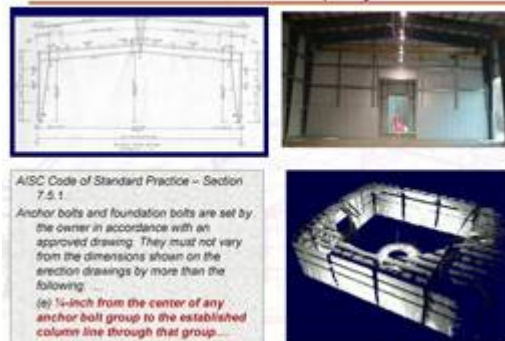 AISC Code of Standard Practice – Section
7.5.1
Anchor bolts and foundation bolts are set by
the owner in accordance with an
approved drawing. They must not vary
from the dimensions shown on the
erection drawings by more than the
following: ...
(e) ¼-inch from the center of any
anchor bolt group to the established
column line through that group....